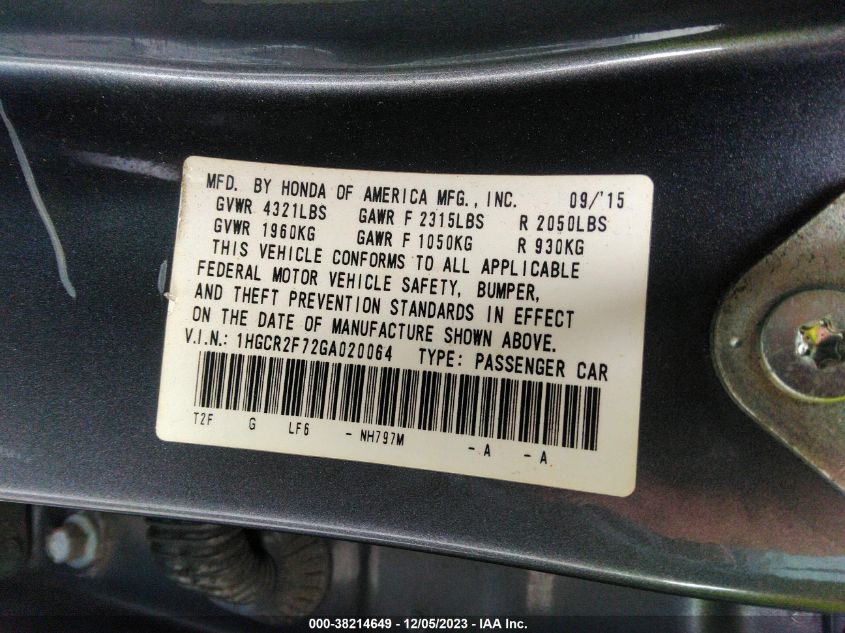 MFD. BY HONDA OF AMERICA MFG., INC. 09/'15
GVWR 4321LBS GAWR F 2315LBS R 2050LBS
GVWR 1960KG GAWR F 1050KG R 930KG
THIS VEHICLE CONFORMS TO ALL APPLICABLE
FEDERAL MOTOR VEHICLE SAFETY, BUMPER,
AND THEFT PREVENTION STANDARDS IN EFFECT
ON THE DATE OF MANUFACTURE SHOWN ABOVE.
V.I.N.: 1HGCR2F72GA020064 TYPE: PASSENGER CAR
T2F G LF6 - NH797M - A - A
000-38214649 - 12/05/2023 - IAA Inc.